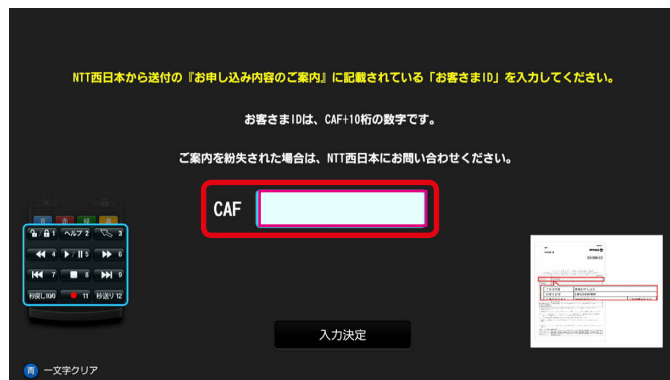 NTT西日本から送付の『お申し込み内容のご案内』に記載されている「お客さまID」を入力してください。
お客さまIDは、CAF+10桁の数字です。
ご案内を紛失された場合は、NTT西日本にお問い合わせください。
CAF
青 赤 緑 黄
1 ヘルプ 2 3
4 5 6
7 8 9
秒戻し10/0 11 秒送り 12
入力決定
青 一文字クリア